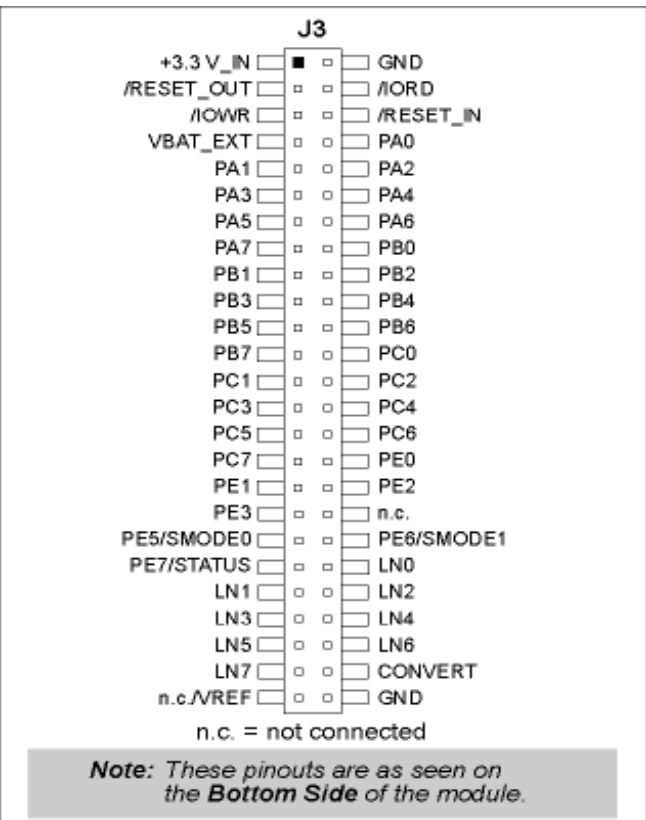 J3
+3.3 V_IN GND
/RESET_OUT /IORD
/IOWR /RESET_IN
VBAT_EXT PA0
PA1 PA2
PA3 PA4
PA5 PA6
PA7 PB0
PB1 PB2
PB3 PB4
PB5 PB6
PB7 PC0
PC1 PC2
PC3 PC4
PC5 PC6
PC7 PE0
PE1 PE2
PE3 n.c.
PE5/SMODE0 PE6/SMODE1
PE7/STATUS LN0
LN1 LN2
LN3 LN4
LN5 LN6
LN7 CONVERT
n.c./VREF GND
n.c. = not connected
Note: These pinouts are as seen on
the Bottom Side of the module.